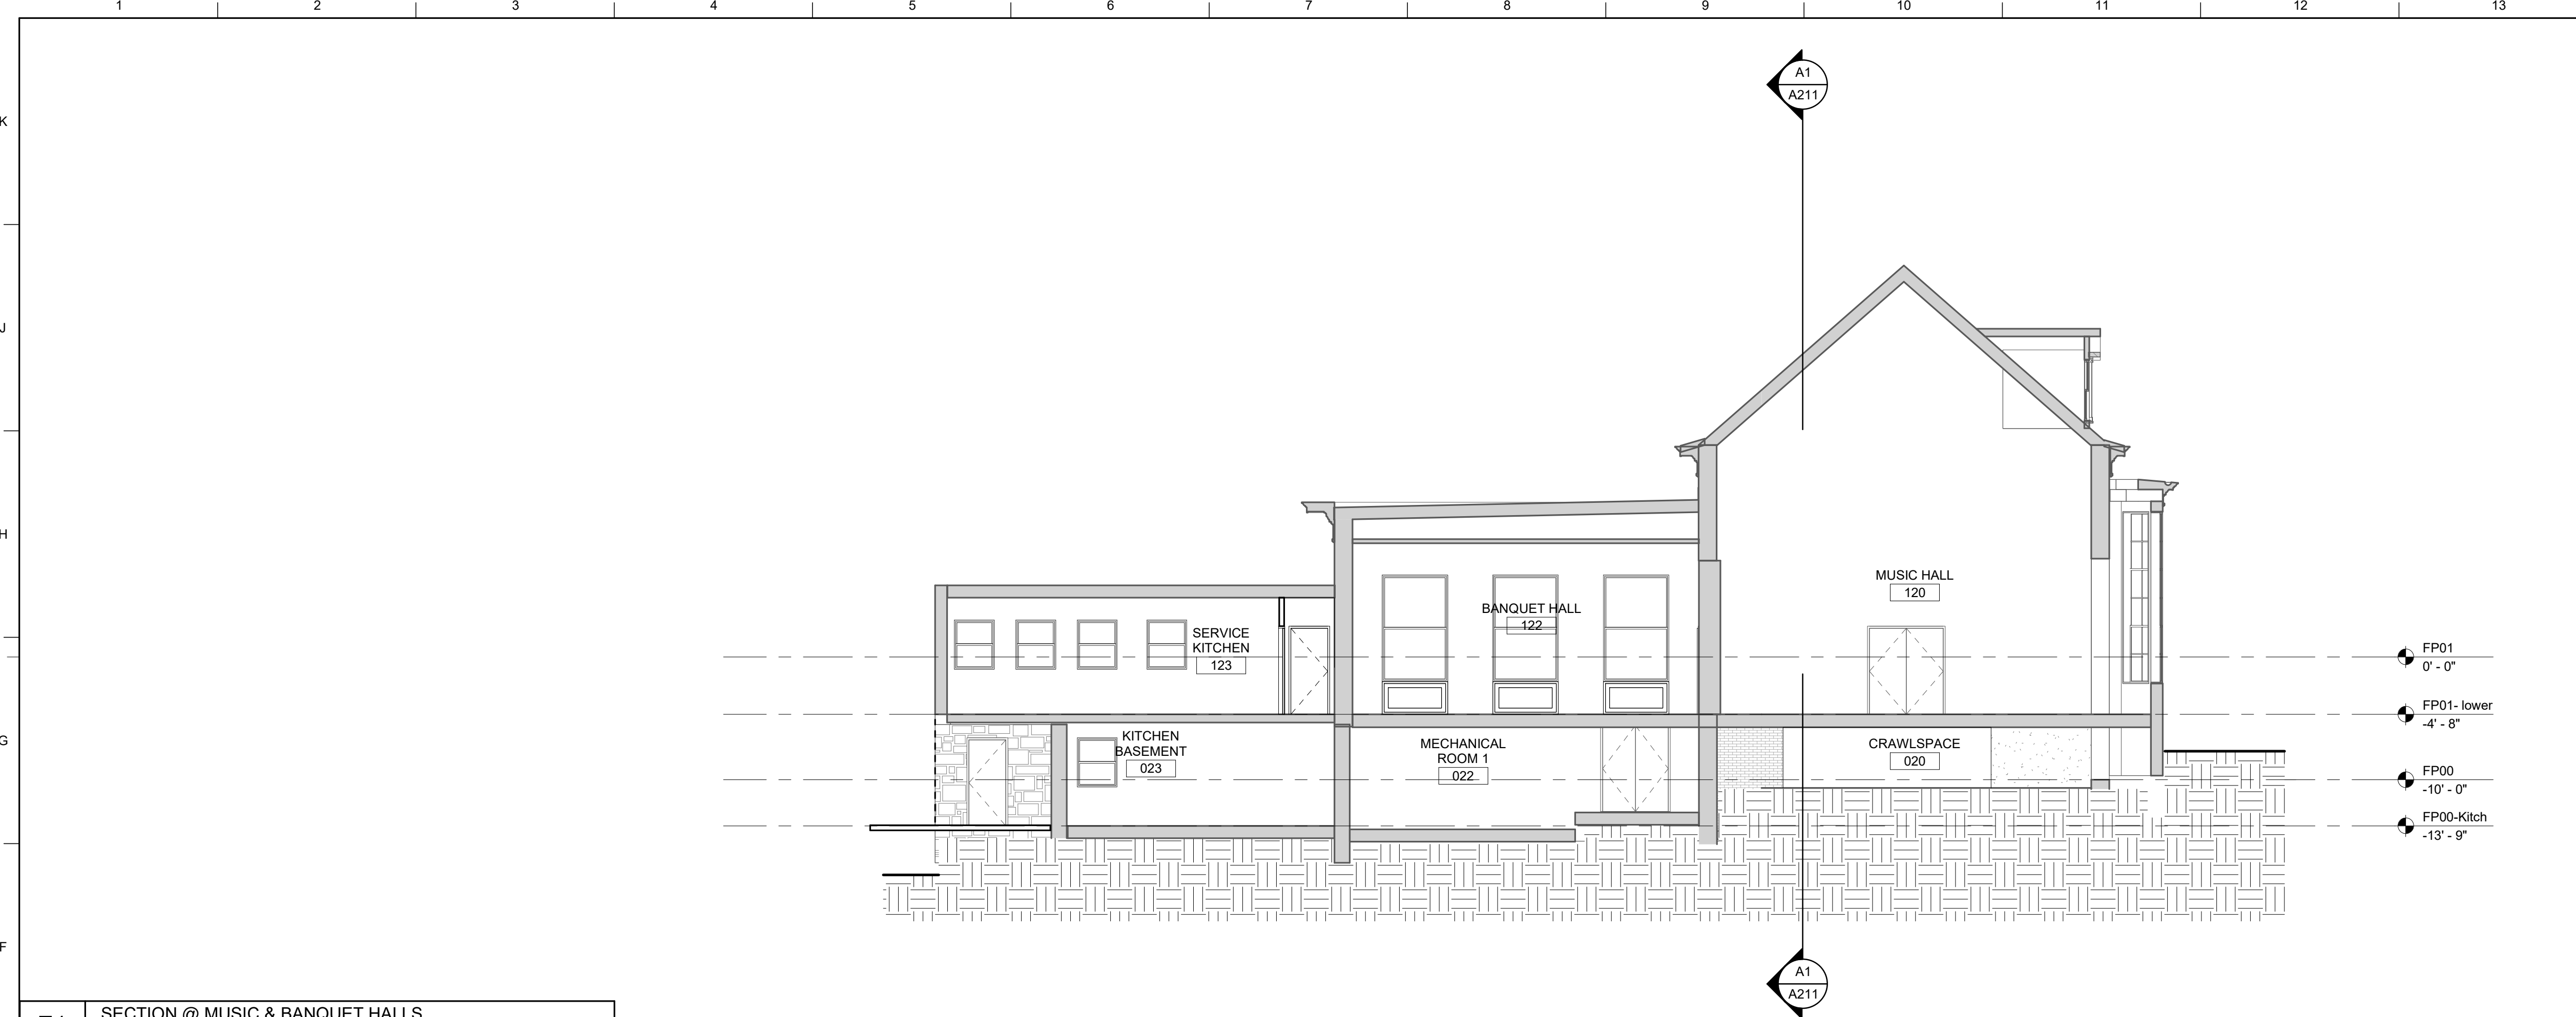 1 2 3 4 5 6 7 8 9 10 11 12 13
A1
A211
K
J
H
G
F
MUSIC HALL
120
BANQUET HALL
122
SERVICE
KITCHEN
123
FP01
0' - 0"
FP01- lower
-4' - 8"
KITCHEN
BASEMENT
023
MECHANICAL
ROOM 1
022
CRAWLSPACE
020
FP00
-10' - 0"
FP00-Kitch
-13' - 9"
A1
A211
SECTION @ MUSIC & BANQUET HALLS